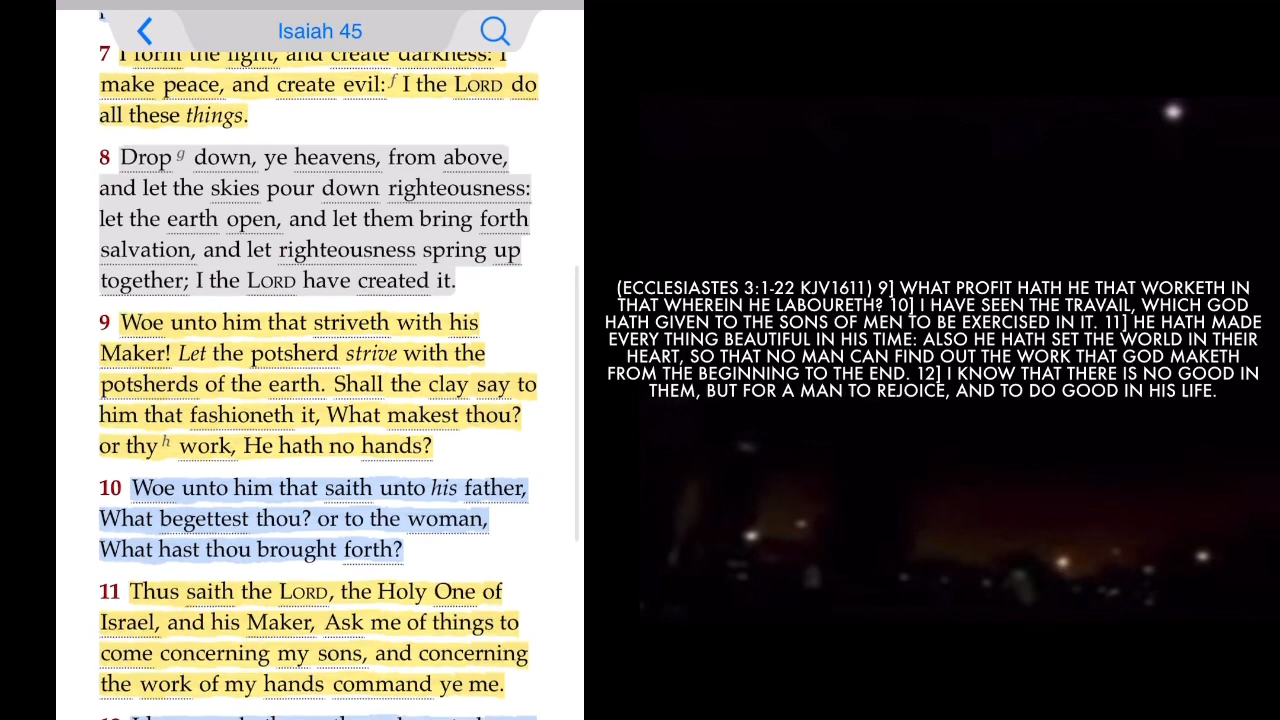 Isaiah 45
7 I form the light, and create darkness: I
make peace, and create evil:f I the LORD do
all these things.
8 Drop g down, ye heavens, from above,
and let the skies pour down righteousness:
let the earth open, and let them bring forth
salvation, and let righteousness spring up
together; I the LORD have created it.
9 Woe unto him that striveth with his
Maker! Let the potsherd strive with the
potsherds of the earth. Shall the clay say to
him that fashioneth it, What makest thou?
or thy h work, He hath no hands?
10 Woe unto him that saith unto his father,
What begettest thou? or to the woman,
What hast thou brought forth?
11 Thus saith the LORD, the Holy One of
Israel, and his Maker, Ask me of things to
come concerning my sons, and concerning
the work of my hands command ye me.
(ECCLESIASTES 3:1-22 KJV1611) 9] WHAT PROFIT HATH HE THAT WORKETH IN
THAT WHEREIN HE LABOURETH? 10] I HAVE SEEN THE TRAVAIL, WHICH GOD
HATH GIVEN TO THE SONS OF MEN TO BE EXERCISED IN IT. 11] HE HATH MADE
EVERY THING BEAUTIFUL IN HIS TIME: ALSO HE HATH SET THE WORLD IN THEIR
HEART, SO THAT NO MAN CAN FIND OUT THE WORK THAT GOD MAKETH
FROM THE BEGINNING TO THE END. 12] I KNOW THAT THERE IS NO GOOD IN
THEM, BUT FOR A MAN TO REJOICE, AND TO DO GOOD IN HIS LIFE.